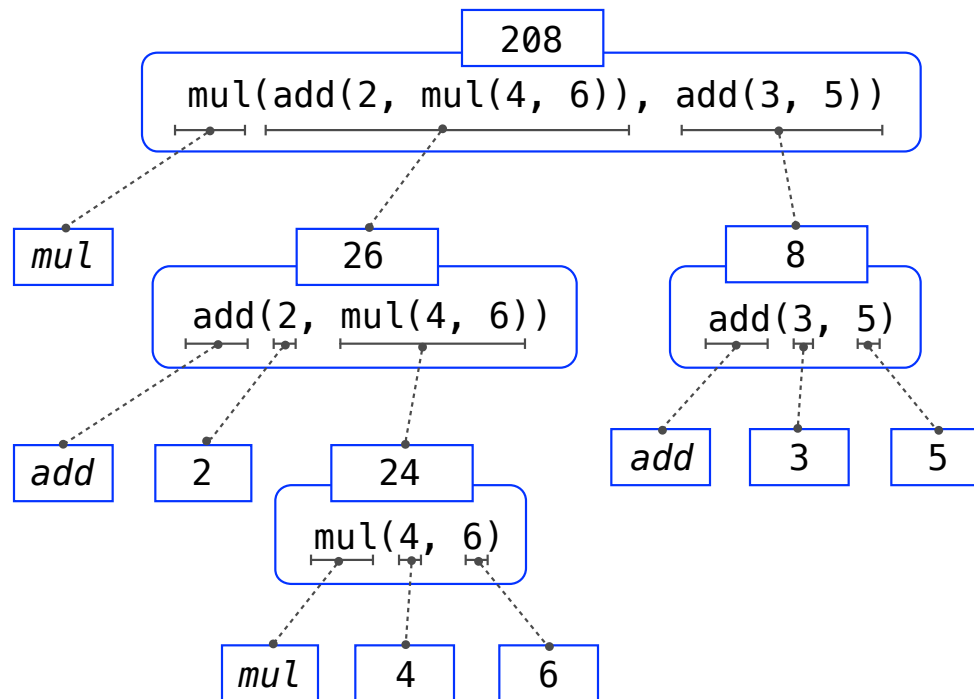 208
mul(add(2, mul(4, 6)), add(3, 5))
mul
26
8
add(2, mul(4, 6))
add(3, 5)
add
2
24
add
3
5
mul(4, 6)
mul
4
6